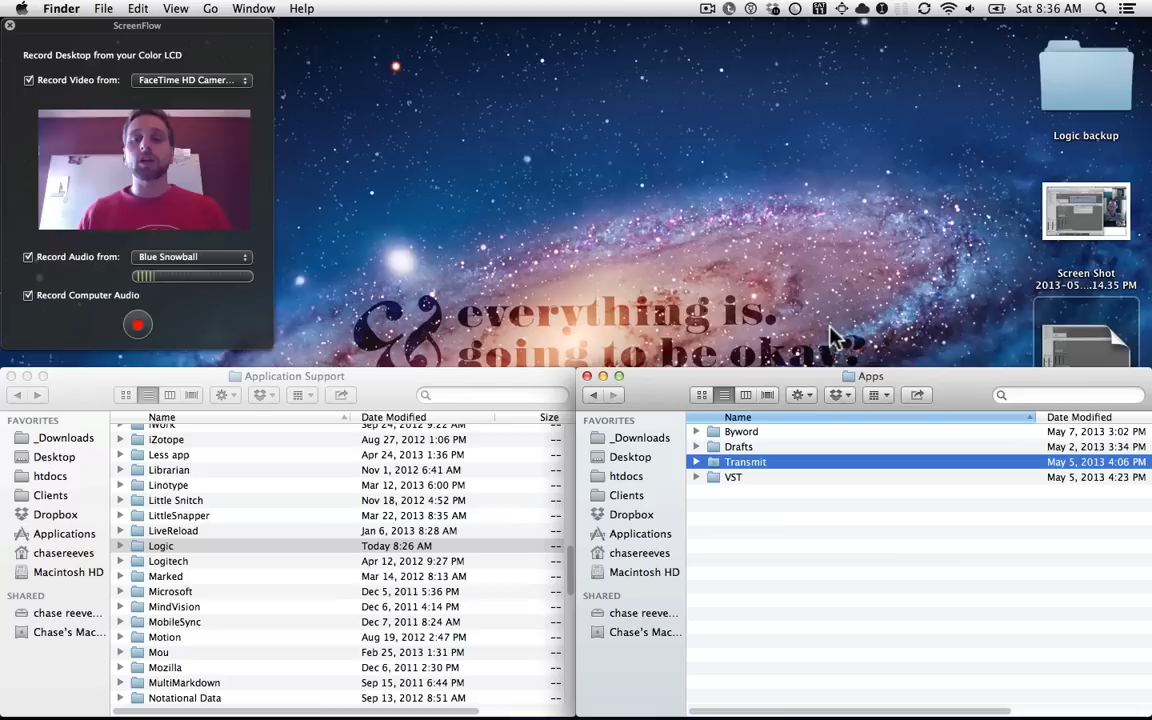 Finder File Edit View Go Window Help Sat 8:36 AM
ScreenFlow
Record Desktop from your Color LCD
Record Video from: FaceTime HD Camer...
Record Audio from: Blue Snowball
Record Computer Audio
Logic backup
Screen Shot
2013-05...14.35 PM
& everything is.
going to be okay?
Application Support
Name Date Modified Size
FAVORITES
_Downloads
Desktop
htdocs
Clients
Dropbox
Applications
chasereeves
Macintosh HD
SHARED
chase reeve...
Chase's Mac...
iWork Sep 24, 2012 9:22 AM --
iZotope Aug 27, 2012 1:06 PM --
Less app Apr 24, 2013 1:36 PM --
Librarian Nov 1, 2012 6:41 AM --
Linotype Mar 12, 2013 6:00 PM --
Little Snitch Nov 18, 2012 4:52 PM --
LittleSnapper Mar 22, 2013 8:35 AM --
LiveReload Jan 6, 2013 8:28 AM --
Logic Today 8:26 AM --
Logitech Apr 12, 2012 9:27 PM --
Marked Mar 14, 2012 8:13 AM --
Microsoft Dec 5, 2011 5:36 PM --
MindVision Dec 6, 2011 4:14 PM --
MobileSync Dec 7, 2011 8:24 AM --
Motion Aug 19, 2012 2:47 PM --
Mou Feb 25, 2013 1:31 PM --
Mozilla Dec 6, 2011 2:30 PM --
MultiMarkdown Sep 15, 2011 6:44 PM --
Notational Data Sep 13, 2012 8:51 AM --
Apps
Name Date Modified
FAVORITES
_Downloads
Desktop
htdocs
Clients
Dropbox
Applications
chasereeves
Macintosh HD
SHARED
chase reeve...
Chase's Mac...
Byword May 7, 2013 3:02 PM
Drafts May 2, 2013 3:34 PM
Transmit May 5, 2013 4:06 PM
VST May 5, 2013 4:23 PM